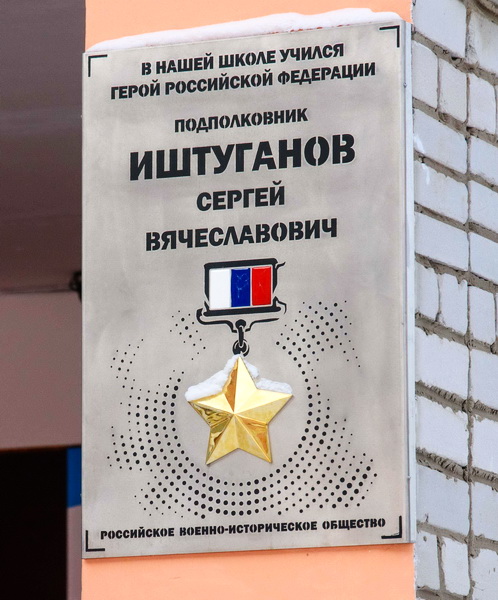 В НАШЕЙ ШКОЛЕ УЧИЛСЯ
ГЕРОЙ РОССИЙСКОЙ ФЕДЕРАЦИИ
ПОДПОЛКОВНИК
ИШТУГАНОВ
СЕРГЕЙ
ВЯЧЕСЛАВОВИЧ
РОССИЙСКОЕ ВОЕННО-ИСТОРИЧЕСКОЕ ОБЩЕСТВО